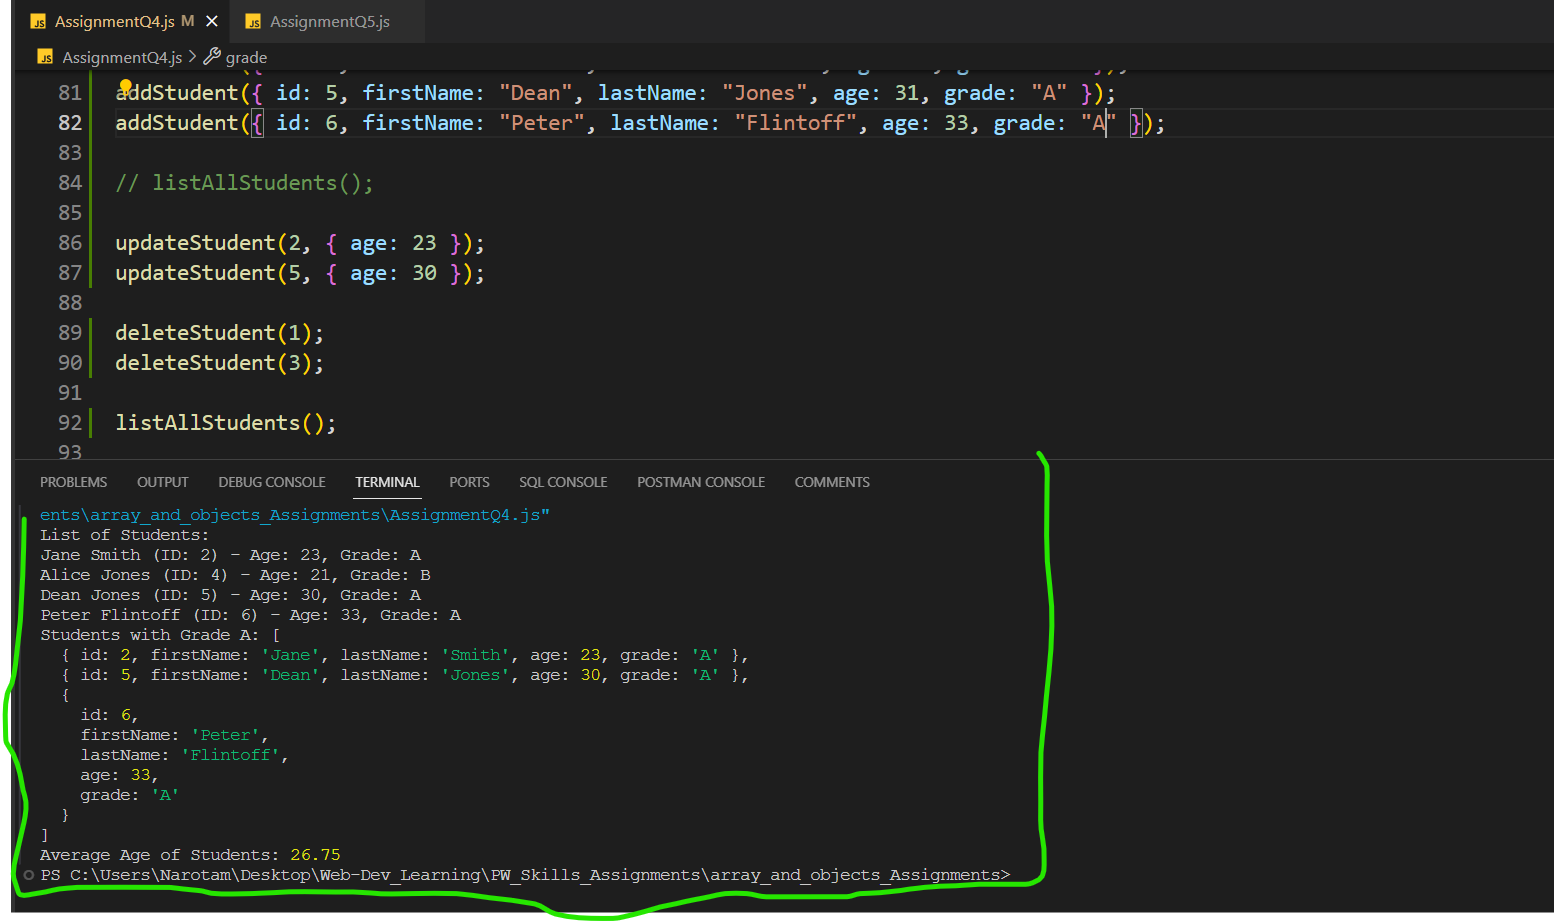 JS AssignmentQ4.js M × JS AssignmentQ5.js
JS AssignmentQ4.js > grade
81 addStudent({ id: 5, firstName: "Dean", lastName: "Jones", age: 31, grade: "A" });
82 addStudent({ id: 6, firstName: "Peter", lastName: "Flintoff", age: 33, grade: "A" });
83
84 // listAllStudents();
85
86 updateStudent(2, { age: 23 });
87 updateStudent(5, { age: 30 });
88
89 deleteStudent(1);
90 deleteStudent(3);
91
92 listAllStudents();
93
PROBLEMS OUTPUT DEBUG CONSOLE TERMINAL PORTS SQL CONSOLE POSTMAN CONSOLE COMMENTS
ents\array_and_objects_Assignments\AssignmentQ4.js"
List of Students:
Jane Smith (ID: 2) - Age: 23, Grade: A
Alice Jones (ID: 4) - Age: 21, Grade: B
Dean Jones (ID: 5) - Age: 30, Grade: A
Peter Flintoff (ID: 6) - Age: 33, Grade: A
Students with Grade A: [
{ id: 2, firstName: 'Jane', lastName: 'Smith', age: 23, grade: 'A' },
{ id: 5, firstName: 'Dean', lastName: 'Jones', age: 30, grade: 'A' },
{
id: 6,
firstName: 'Peter',
lastName: 'Flintoff',
age: 33,
grade: 'A'
}
]
Average Age of Students: 26.75
PS C:\Users\Narotam\Desktop\Web-Dev_Learning\PW_Skills_Assignments\array_and_objects_Assignments>